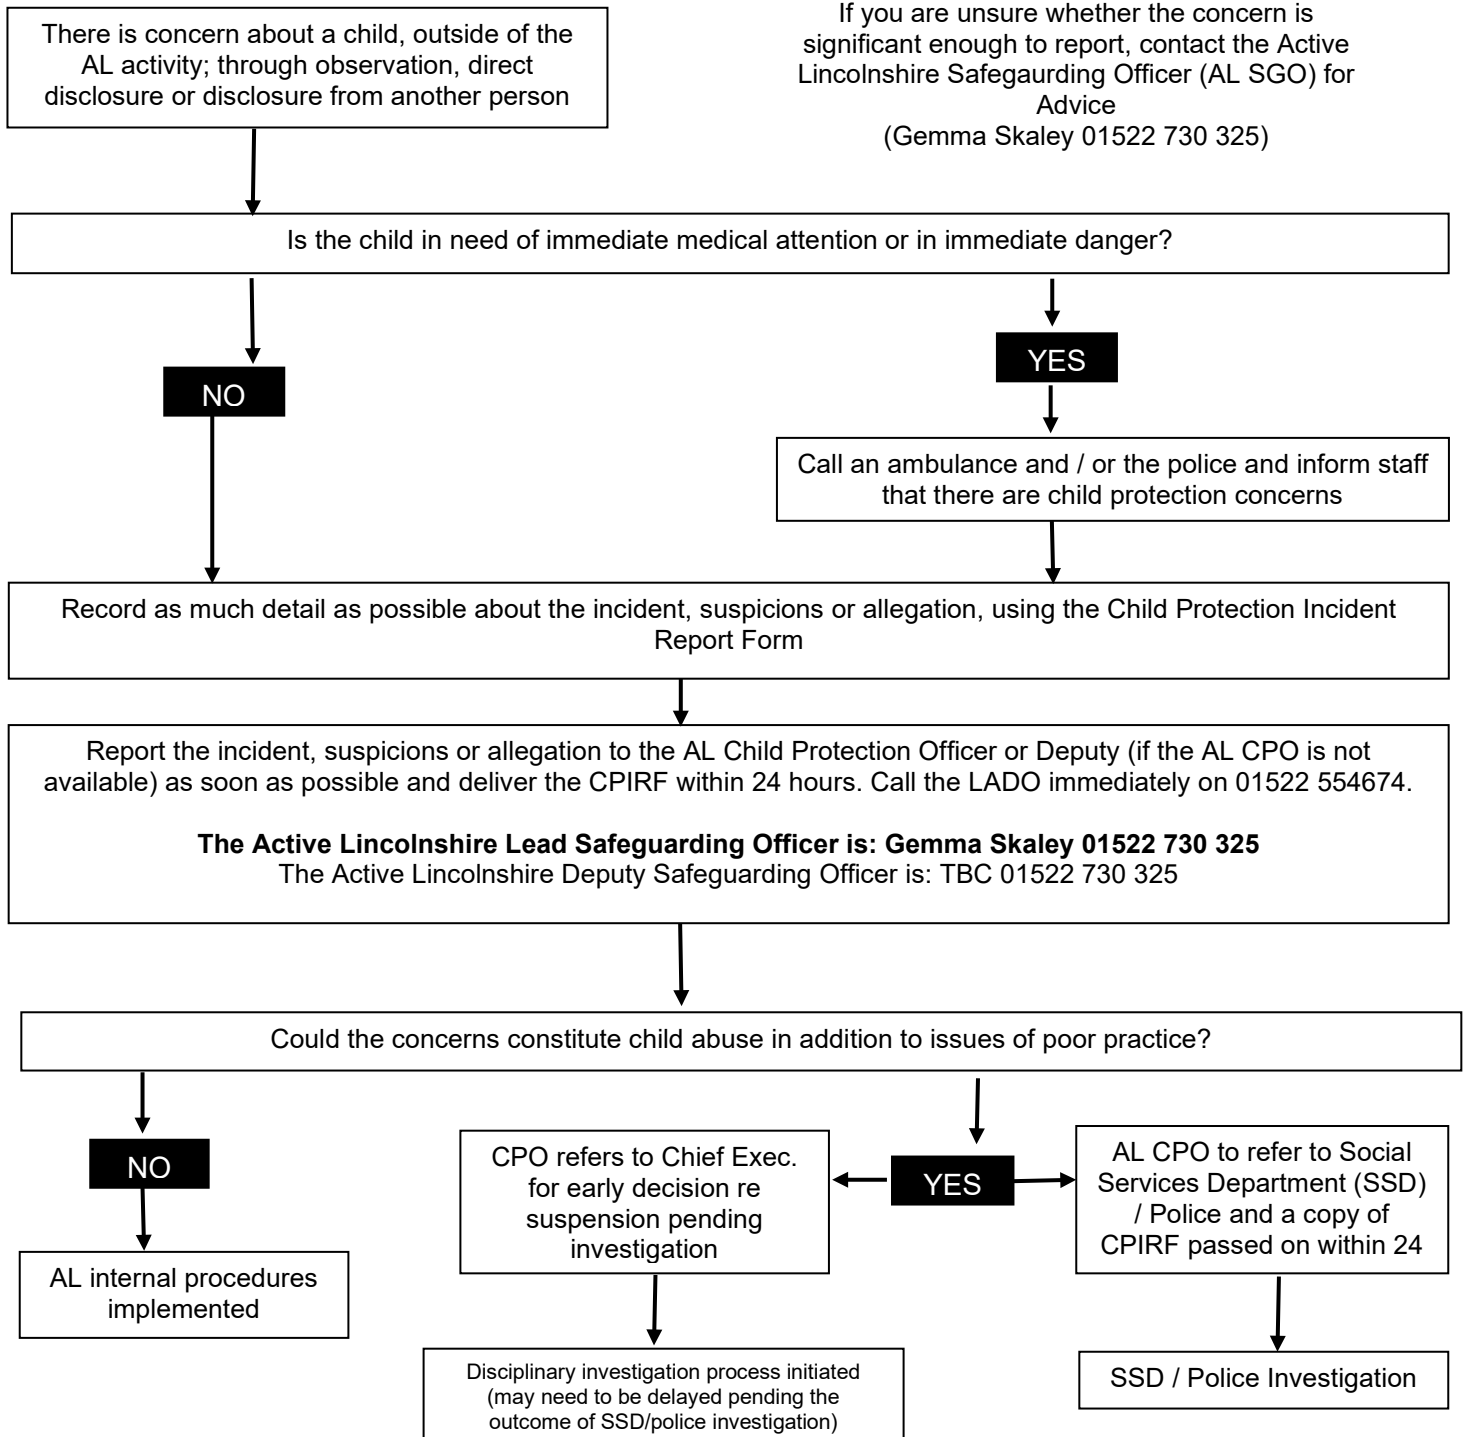 There is concern about a child, outside of the
AL activity; through observation, direct
disclosure or disclosure from another person
If you are unsure whether the concern is
significant enough to report, contact the Active
Lincolnshire Safegaurding Officer (AL SGO) for
Advice
(Gemma Skaley 01522 730 325)
Is the child in need of immediate medical attention or in immediate danger?
NO
YES
Call an ambulance and / or the police and inform staff
that there are child protection concerns
Record as much detail as possible about the incident, suspicions or allegation, using the Child Protection Incident
Report Form
Report the incident, suspicions or allegation to the AL Child Protection Officer or Deputy (if the AL CPO is not
available) as soon as possible and deliver the CPIRF within 24 hours. Call the LADO immediately on 01522 554674.
The Active Lincolnshire Lead Safeguarding Officer is: Gemma Skaley 01522 730 325
The Active Lincolnshire Deputy Safeguarding Officer is: TBC 01522 730 325
Could the concerns constitute child abuse in addition to issues of poor practice?
NO
AL internal procedures
implemented
CPO refers to Chief Exec.
for early decision re
suspension pending
investigation
YES
AL CPO to refer to Social
Services Department (SSD)
/ Police and a copy of
CPIRF passed on within 24
Disciplinary investigation process initiated
(may need to be delayed pending the
outcome of SSD/police investigation)
SSD / Police Investigation